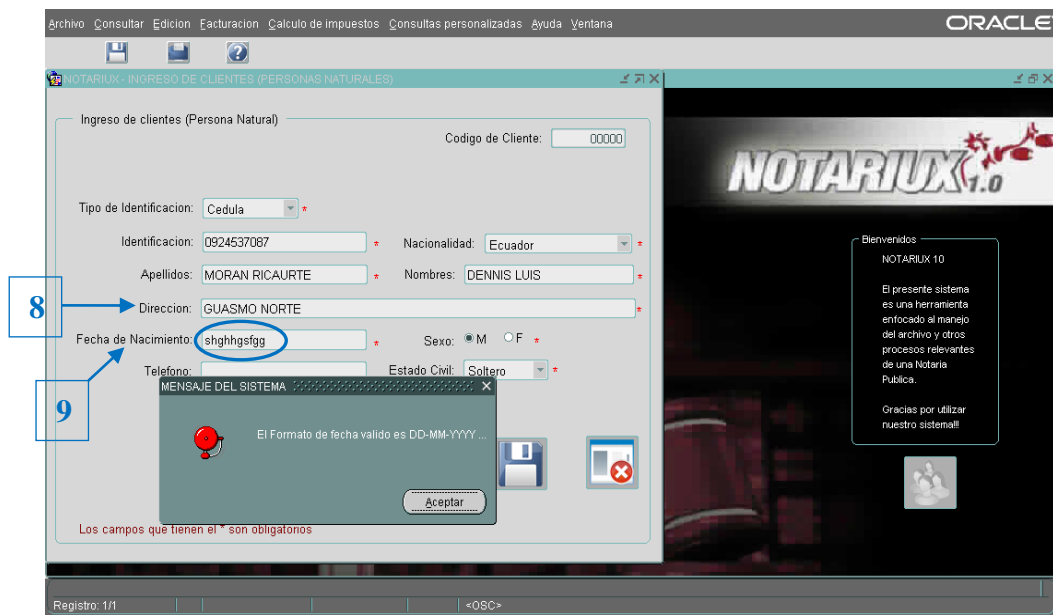 Archivo Consultar Edicion Facturacion Calculo de impuestos Consultas personalizadas Ayuda Ventana
ORACLE
NOTARIUX - INGRESO DE CLIENTES (PERSONAS NATURALES)
Ingreso de clientes (Persona Natural)
Codigo de Cliente: 00000
Tipo de Identificacion: Cedula *
Identificacion: 0924537087 * Nacionalidad: Ecuador *
Apellidos: MORAN RICAURTE * Nombres: DENNIS LUIS *
8
Direccion: GUASMO NORTE *
Fecha de Nacimiento: shghhgsfgg * Sexo: M F *
Telefono: Estado Civil: Soltero *
9
MENSAJE DEL SISTEMA
El Formato de fecha valido es DD-MM-YYYY ...
Aceptar
Los campos que tienen el * son obligatorios
NOTARIUX 1.0
Bienvenidos
NOTARIUX 10
El presente sistema
es una herramienta
enfocado al manejo
del archivo y otros
procesos relevantes
de una Notaria
Publica.
Gracias por utilizar
nuestro sistema!!!
Registro: 1/1 <OSC>